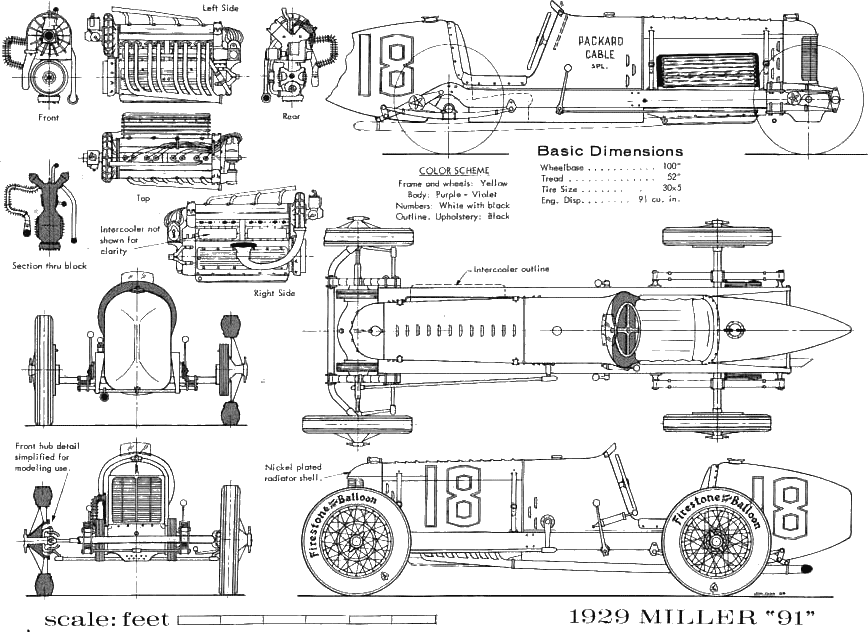 Left Side
Front
Rear
Top
Section thru block
Intercooler not
shown for
clarity
Right Side
18
PACKARD
CABLE
SPL.
COLOR SCHEME
Frame and wheels: Yellow
Body: Purple - Violet
Numbers: White with black
Outline. Upholstery: Black
Basic Dimensions
Wheelbase . . . . . . . . . . . 100"
Tread . . . . . . . . . . . . . . 52"
Tire Size . . . . . . . . . . . 30x5
Eng. Disp. . . . . . . . 91 cu. in.
Intercooler outline
Front hub detail
simplified for
modeling use.
Nickel plated
radiator shell.
18
18
Firestone Balloon
Firestone Balloon
scale: feet
1929 MILLER "91"